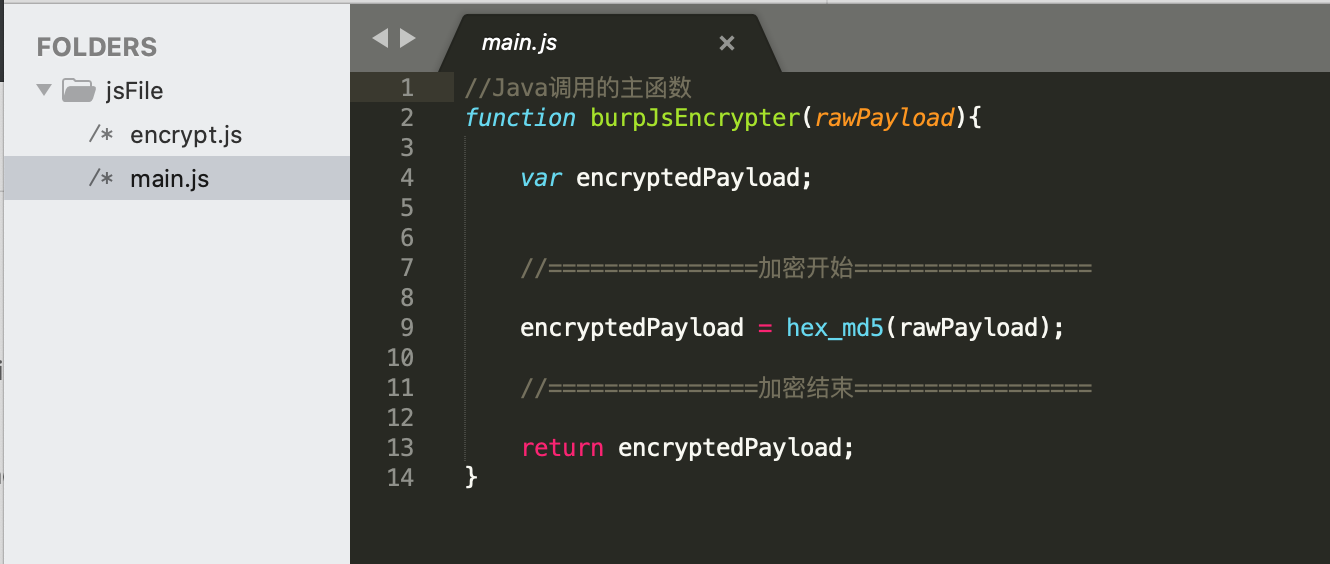 FOLDERS
jsFile
/* encrypt.js
/* main.js
main.js ×
1 //Java调用的主函数
2 function burpJsEncrypter(rawPayload){
3
4 var encryptedPayload;
5
6
7 //===============加密开始=================
8
9 encryptedPayload = hex_md5(rawPayload);
10
11 //===============加密结束=================
12
13 return encryptedPayload;
14 }